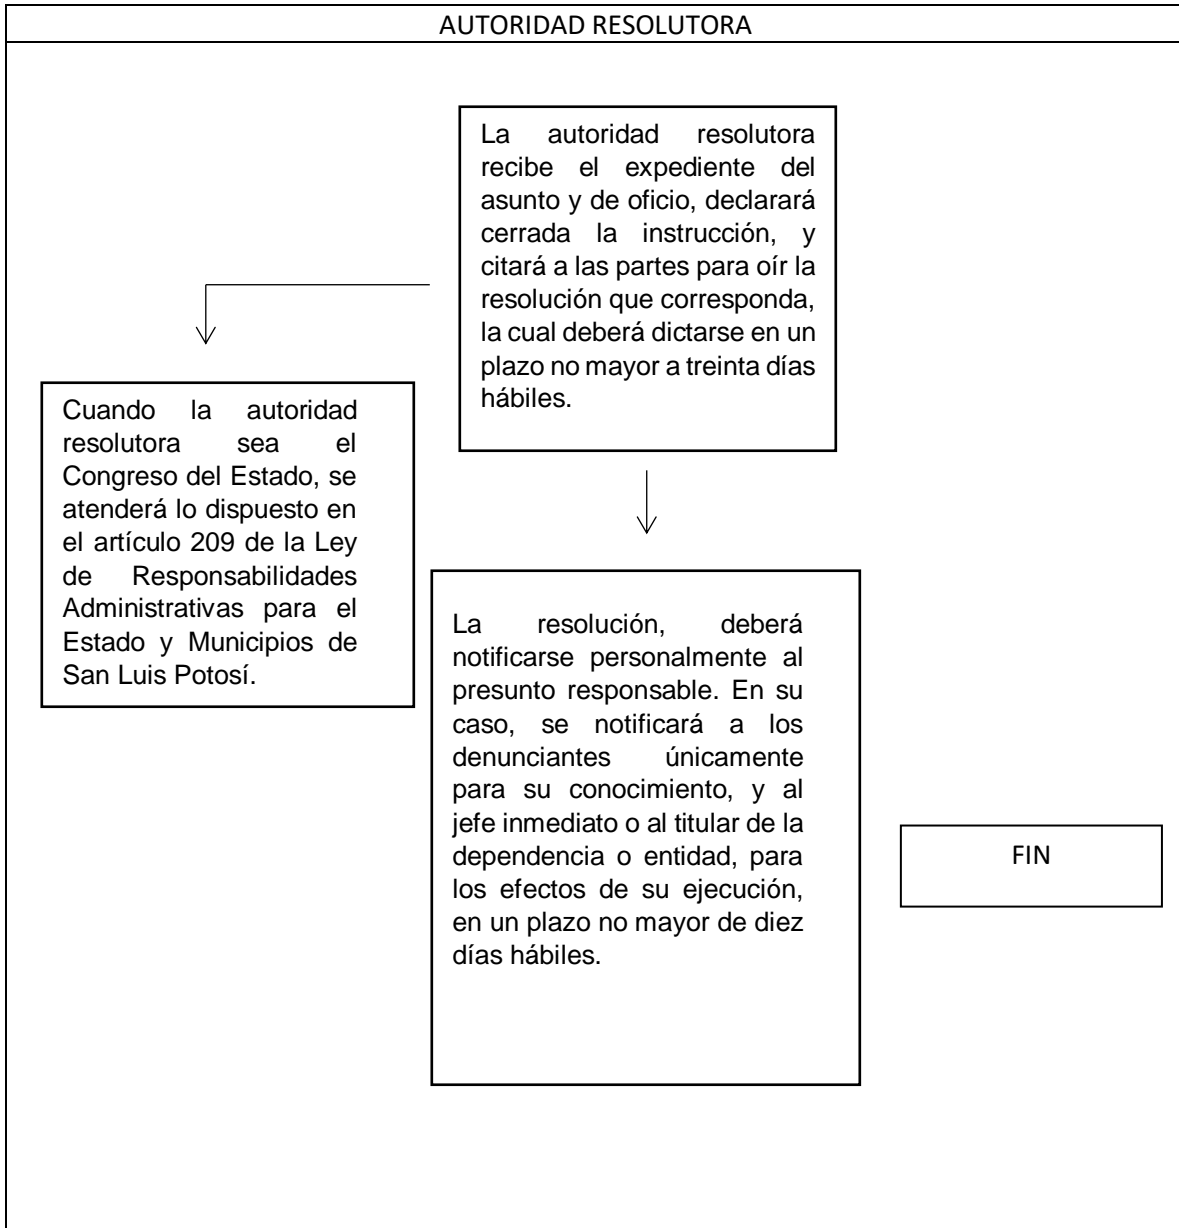 AUTORIDAD RESOLUTORA
La autoridad resolutora
recibe el expediente del
asunto y de oficio, declarará
cerrada la instrucción, y
citará a las partes para oír la
resolución que corresponda,
la cual deberá dictarse en un
plazo no mayor a treinta días
hábiles.
Cuando la autoridad
resolutora sea el
Congreso del Estado, se
atenderá lo dispuesto en
el artículo 209 de la Ley
de Responsabilidades
Administrativas para el
Estado y Municipios de
San Luis Potosí.
La resolución, deberá
notificarse personalmente al
presunto responsable. En su
caso, se notificará a los
denunciantes únicamente
para su conocimiento, y al
jefe inmediato o al titular de la
dependencia o entidad, para
los efectos de su ejecución,
en un plazo no mayor de diez
días hábiles.
FIN